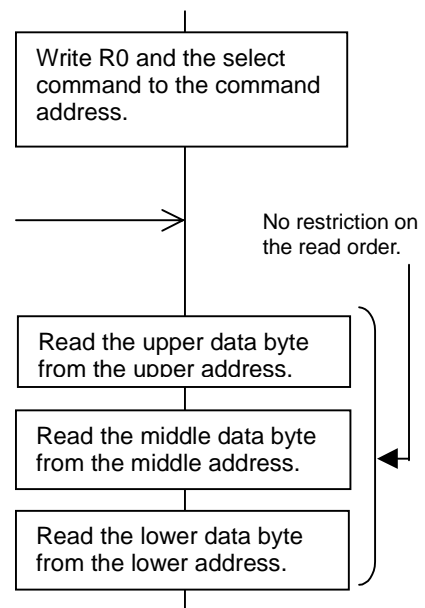 Write R0 and the select
command to the command
address.
No restriction on
the read order.
Read the upper data byte
from the upper address.
Read the middle data byte
from the middle address.
Read the lower data byte
from the lower address.